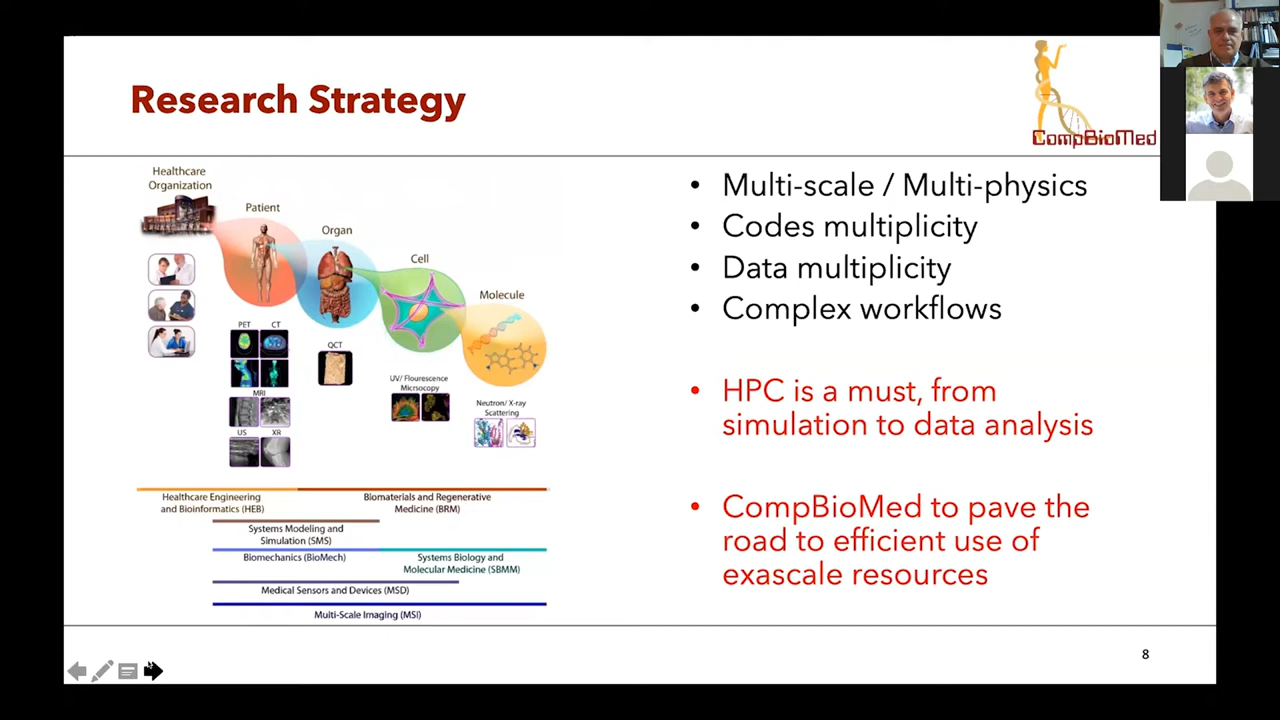 Research Strategy
CompBioMed
Healthcare
Organization
Patient
Organ
Cell
Molecule
PET
CT
MRI
US
XR
QCT
UV/ Flourescence
Micrsocopy
Neutron/ X-ray
Scattering
Healthcare Engineering
and Bioinformatics (HEB)
Biomaterials and Regenerative
Medicine (BRM)
Systems Modeling and
Simulation (SMS)
Biomechanics (BioMech)
Systems Biology and
Molecular Medicine (SBMM)
Medical Sensors and Devices (MSD)
Multi-Scale Imaging (MSI)
• Multi-scale / Multi-physics
• Codes multiplicity
• Data multiplicity
• Complex workflows
• HPC is a must, from
simulation to data analysis
• CompBioMed to pave the
road to efficient use of
exascale resources
8